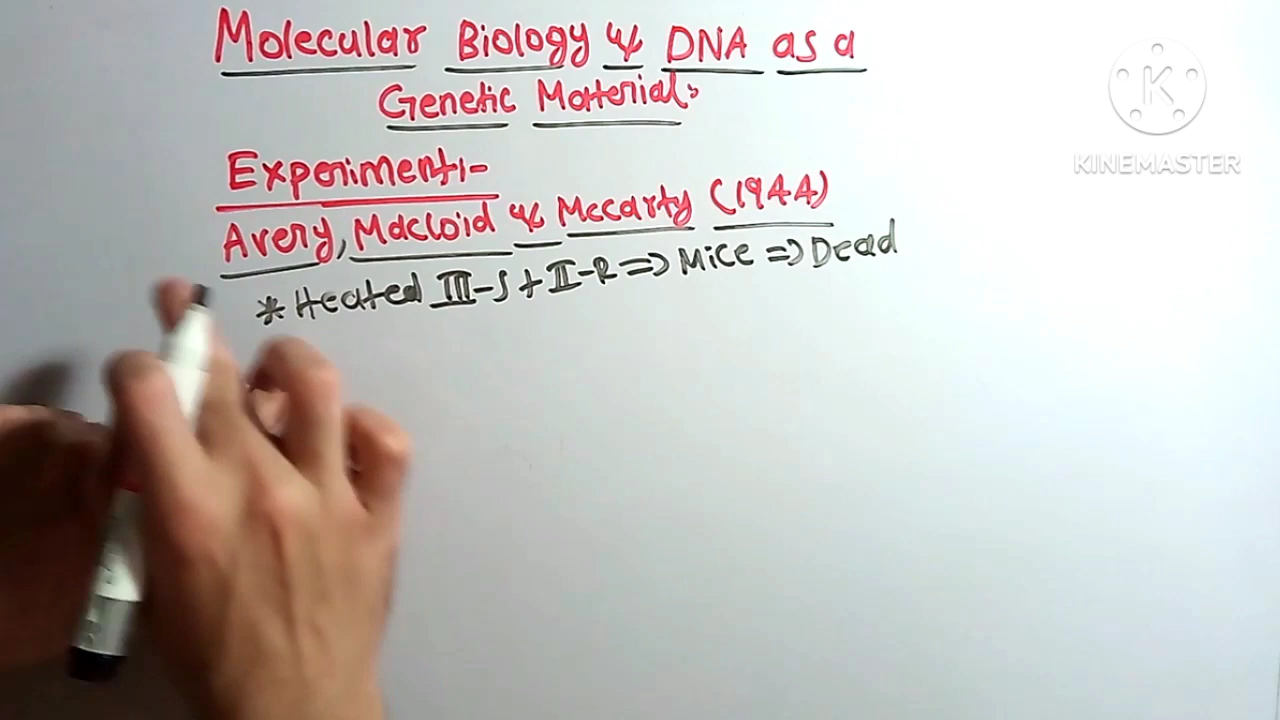 Molecular Biology & DNA as a
Genetic Material:
Experiment:-
Avery, Macloid & Mccarty (1944)
* Heated III-S + II-R => Mice => Dead
K
KINEMASTER